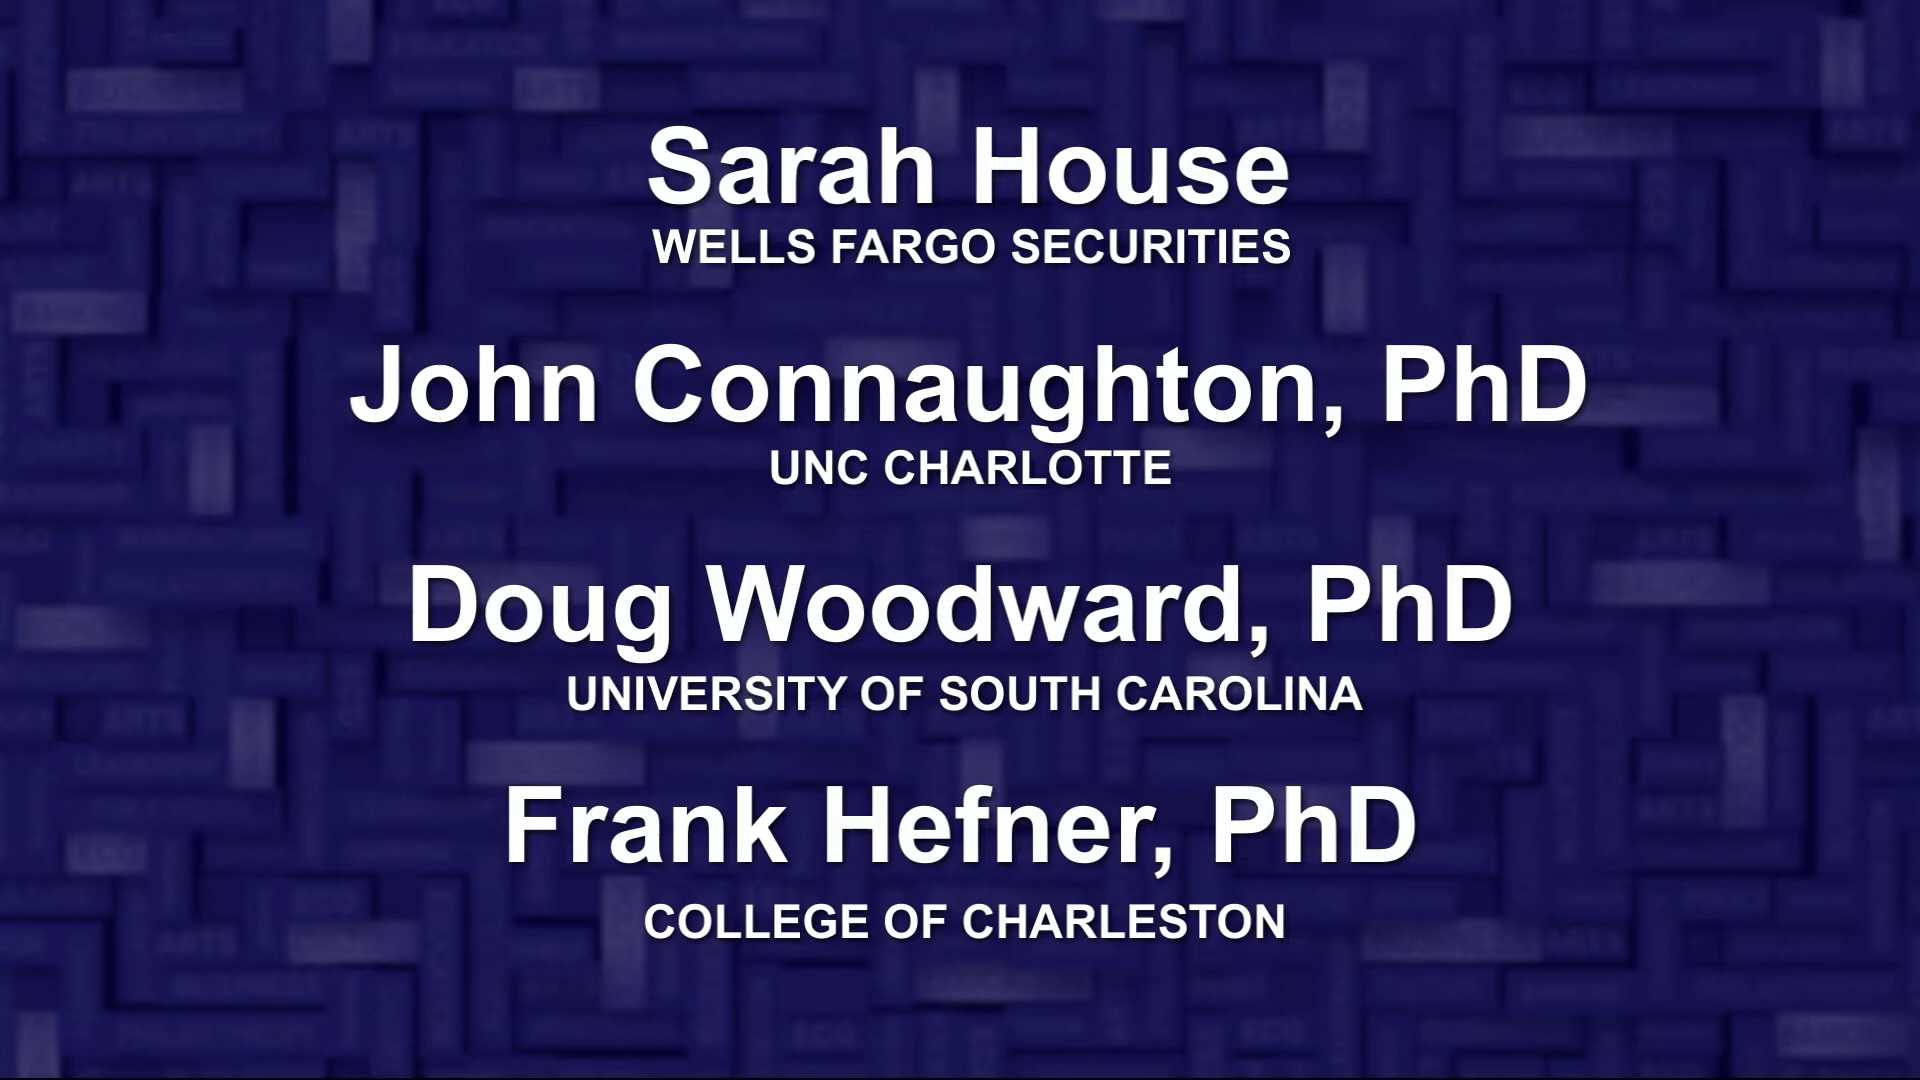 Sarah House
WELLS FARGO SECURITIES
John Connaughton, PhD
UNC CHARLOTTE
Doug Woodward, PhD
UNIVERSITY OF SOUTH CAROLINA
Frank Hefner, PhD
COLLEGE OF CHARLESTON